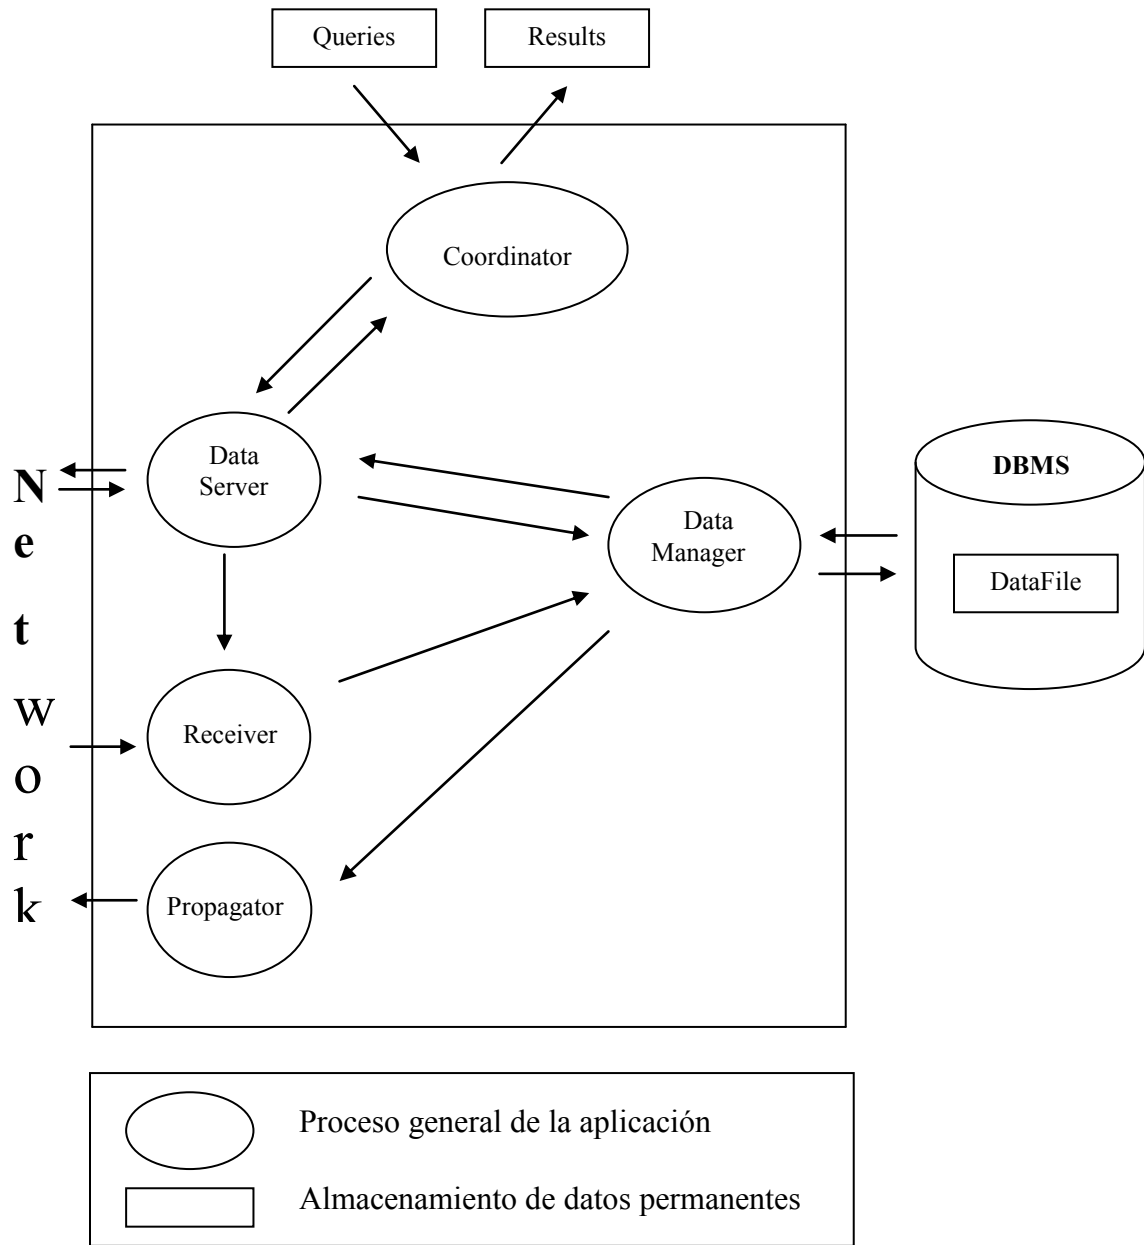 Queries
Results
Coordinator
Data
Server
Data
Manager
DBMS
DataFile
Receiver
Propagator
N
e
t
w
o
r
k
Proceso general de la aplicación
Almacenamiento de datos permanentes